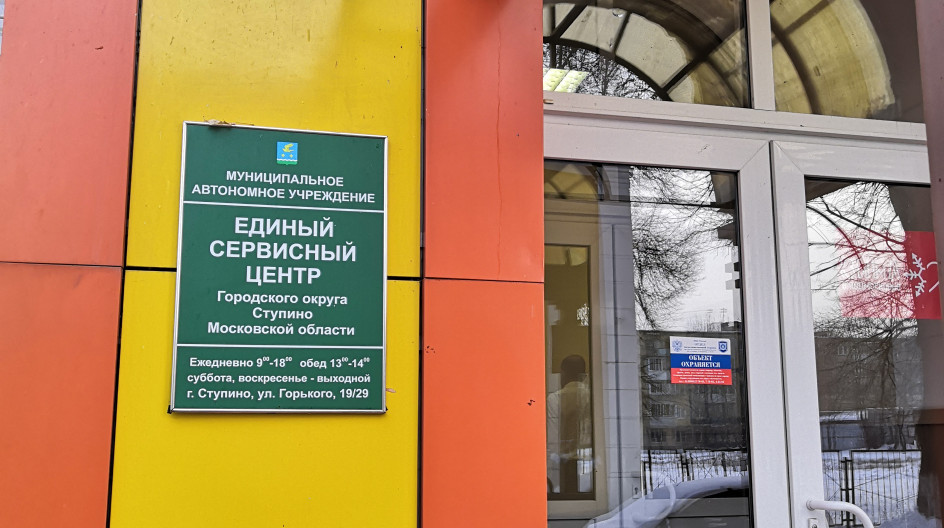 МУНИЦИПАЛЬНОЕ
АВТОНОМНОЕ УЧРЕЖДЕНИЕ
ЕДИНЫЙ
СЕРВИСНЫЙ
ЦЕНТР
Городского округа
Ступино
Московской области
Ежедневно 9⁰⁰-18⁰⁰ обед 13⁰⁰-14⁰⁰
суббота, воскресенье - выходной
г. Ступино, ул. Горького, 19/29
ОБЪЕКТ
ОХРАНЯЕТСЯ